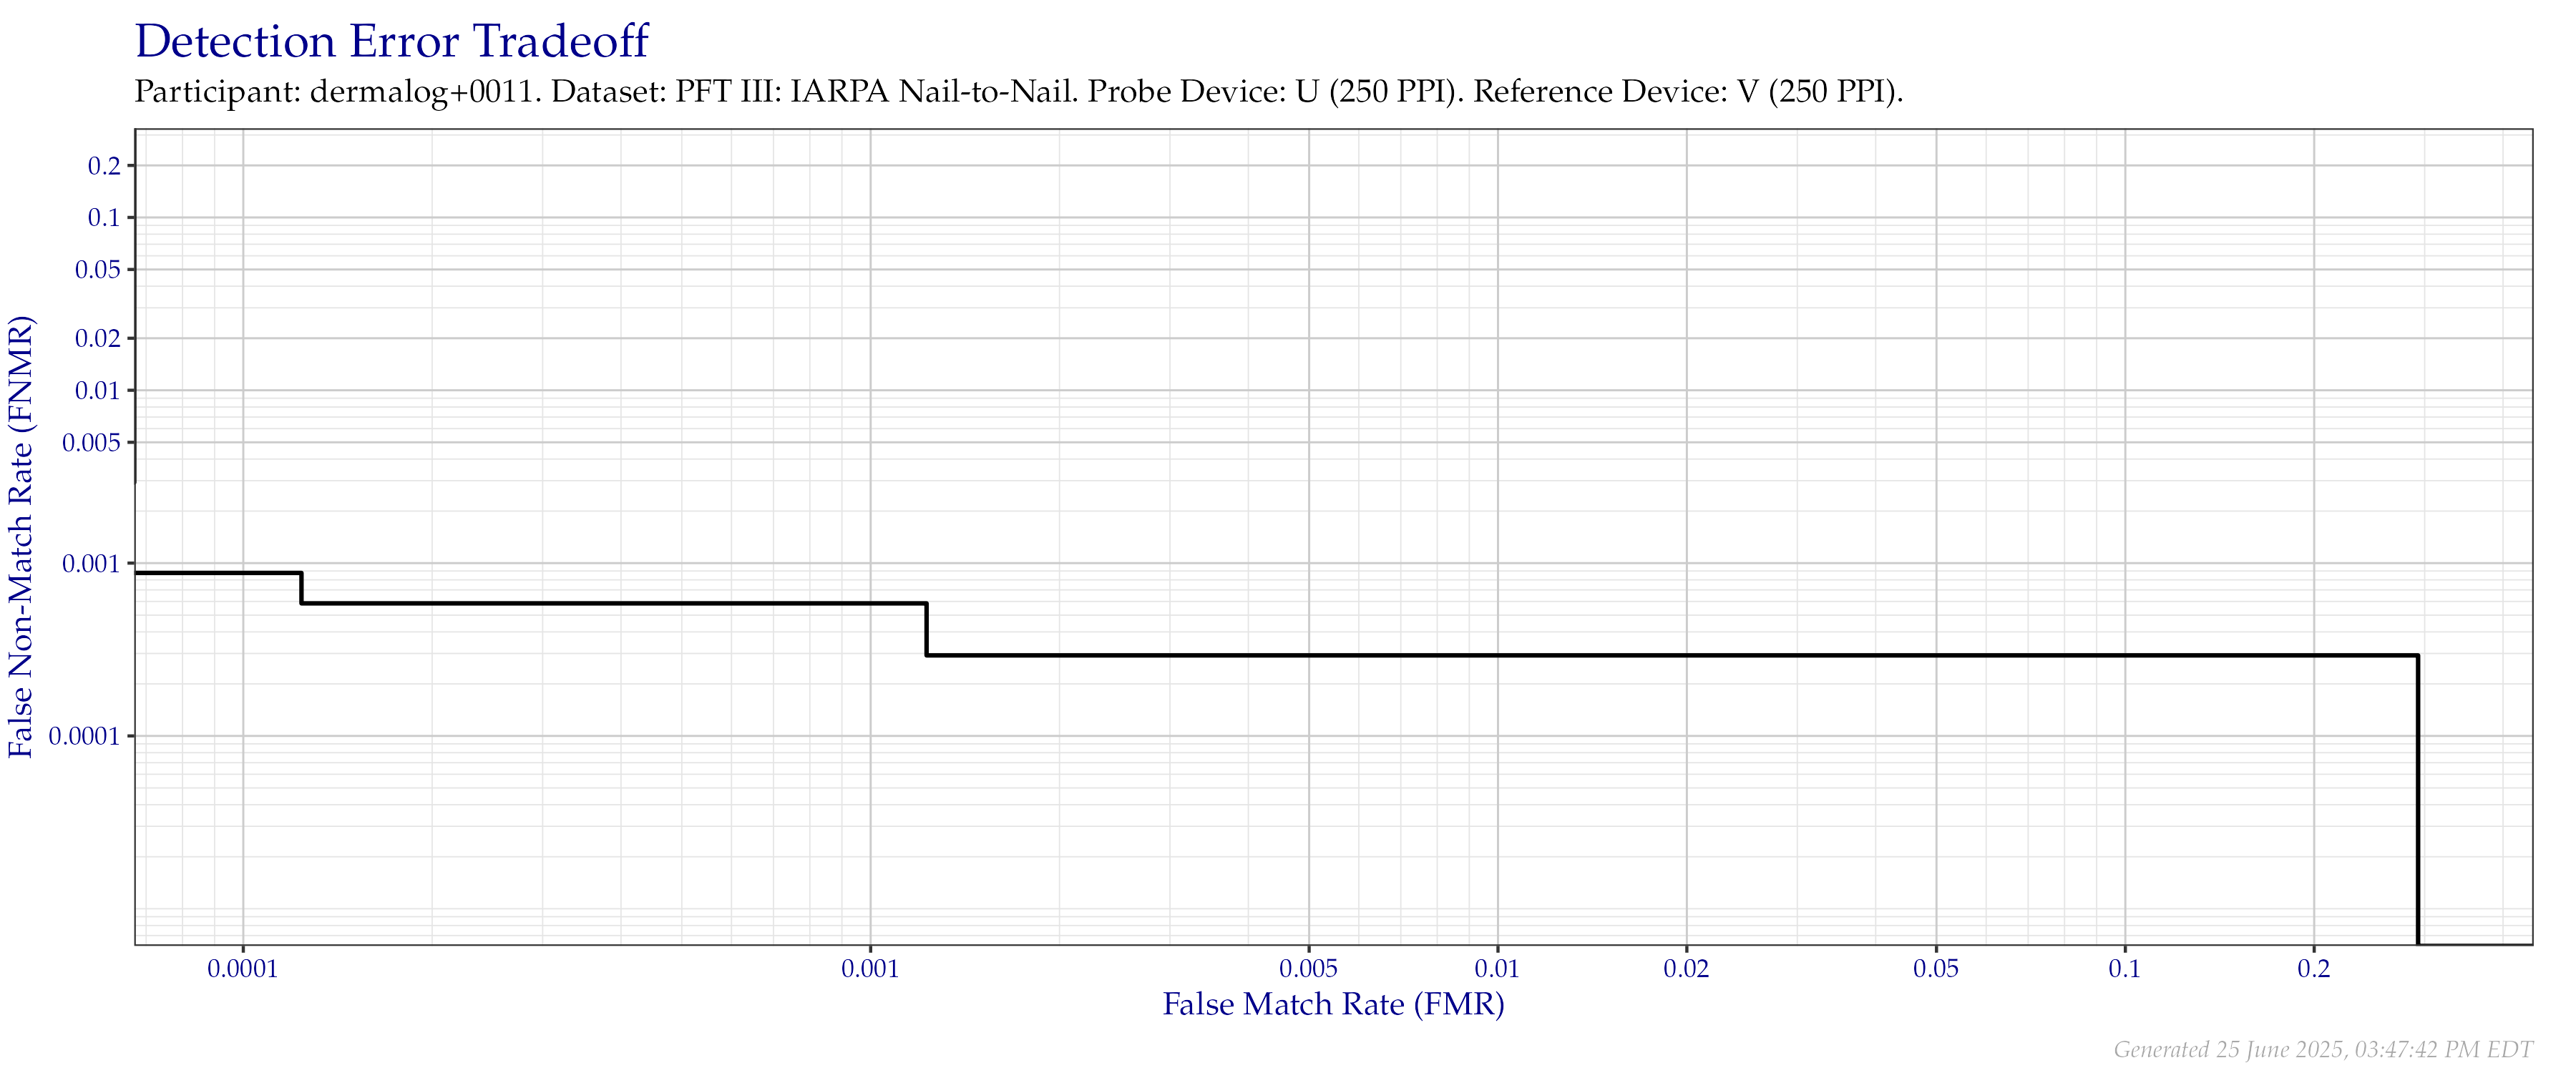 Detection Error Tradeoff
Participant: dermalog+0011. Dataset: PFT III: IARPA Nail-to-Nail. Probe Device: U (250 PPI). Reference Device: V (250 PPI).
False Non-Match Rate (FNMR)
0.2
0.1
0.05
0.02
0.01
0.005
0.001
0.0001
0.0001 0.001 0.005 0.01 0.02 0.05 0.1 0.2
False Match Rate (FMR)
Generated 25 June 2025, 03:47:42 PM EDT